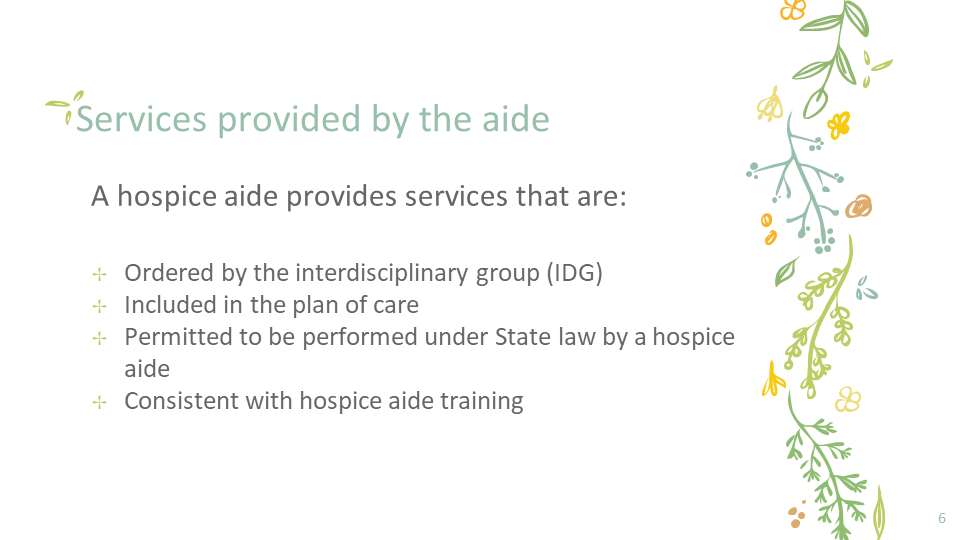 Services provided by the aide
A hospice aide provides services that are:
Ordered by the interdisciplinary group (IDG)
Included in the plan of care
Permitted to be performed under State law by a hospice
aide
Consistent with hospice aide training
6